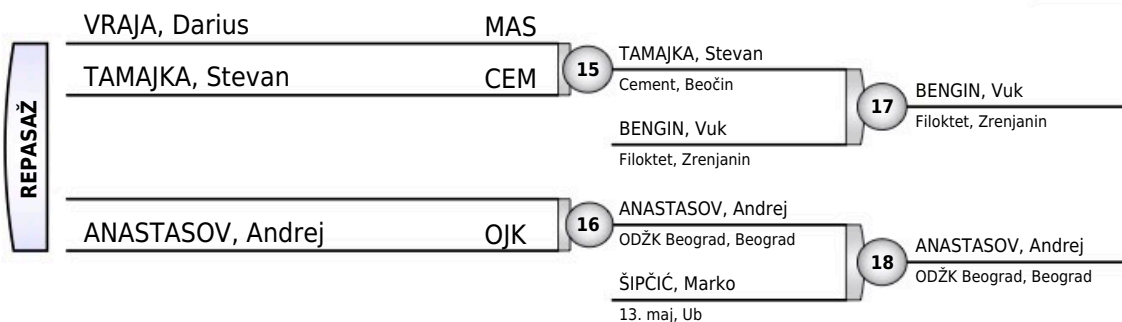 REPASAŽ
VRAJA, Darius MAS
TAMAJKA, Stevan CEM
15
TAMAJKA, Stevan
Cement, Beočin
BENGIN, Vuk
Filoktet, Zrenjanin
17
BENGIN, Vuk
Filoktet, Zrenjanin
ANASTASOV, Andrej OJK
16
ANASTASOV, Andrej
ODŽK Beograd, Beograd
ŠIPČIĆ, Marko
13. maj, Ub
18
ANASTASOV, Andrej
ODŽK Beograd, Beograd